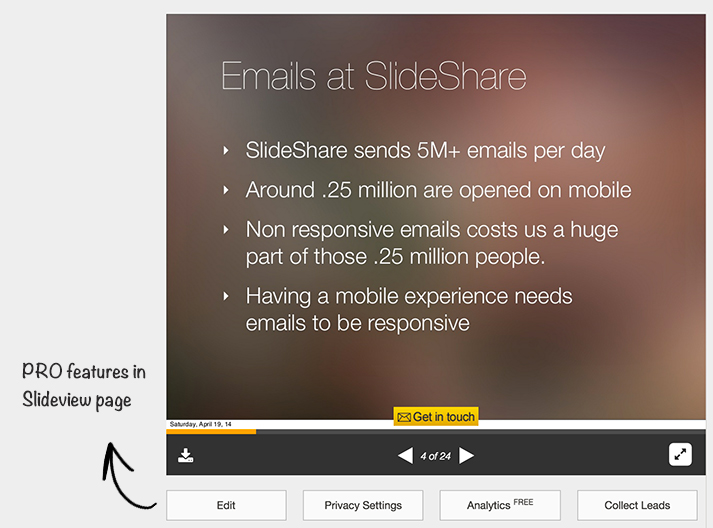 Emails at SlideShare
SlideShare sends 5M+ emails per day
Around .25 million are opened on mobile
Non responsive emails costs us a huge
part of those .25 million people.
Having a mobile experience needs
emails to be responsive
PRO features in
Slideview page
Get in touch
Saturday, April 19, 14
4 of 24
Edit
Privacy Settings
Analytics FREE
Collect Leads